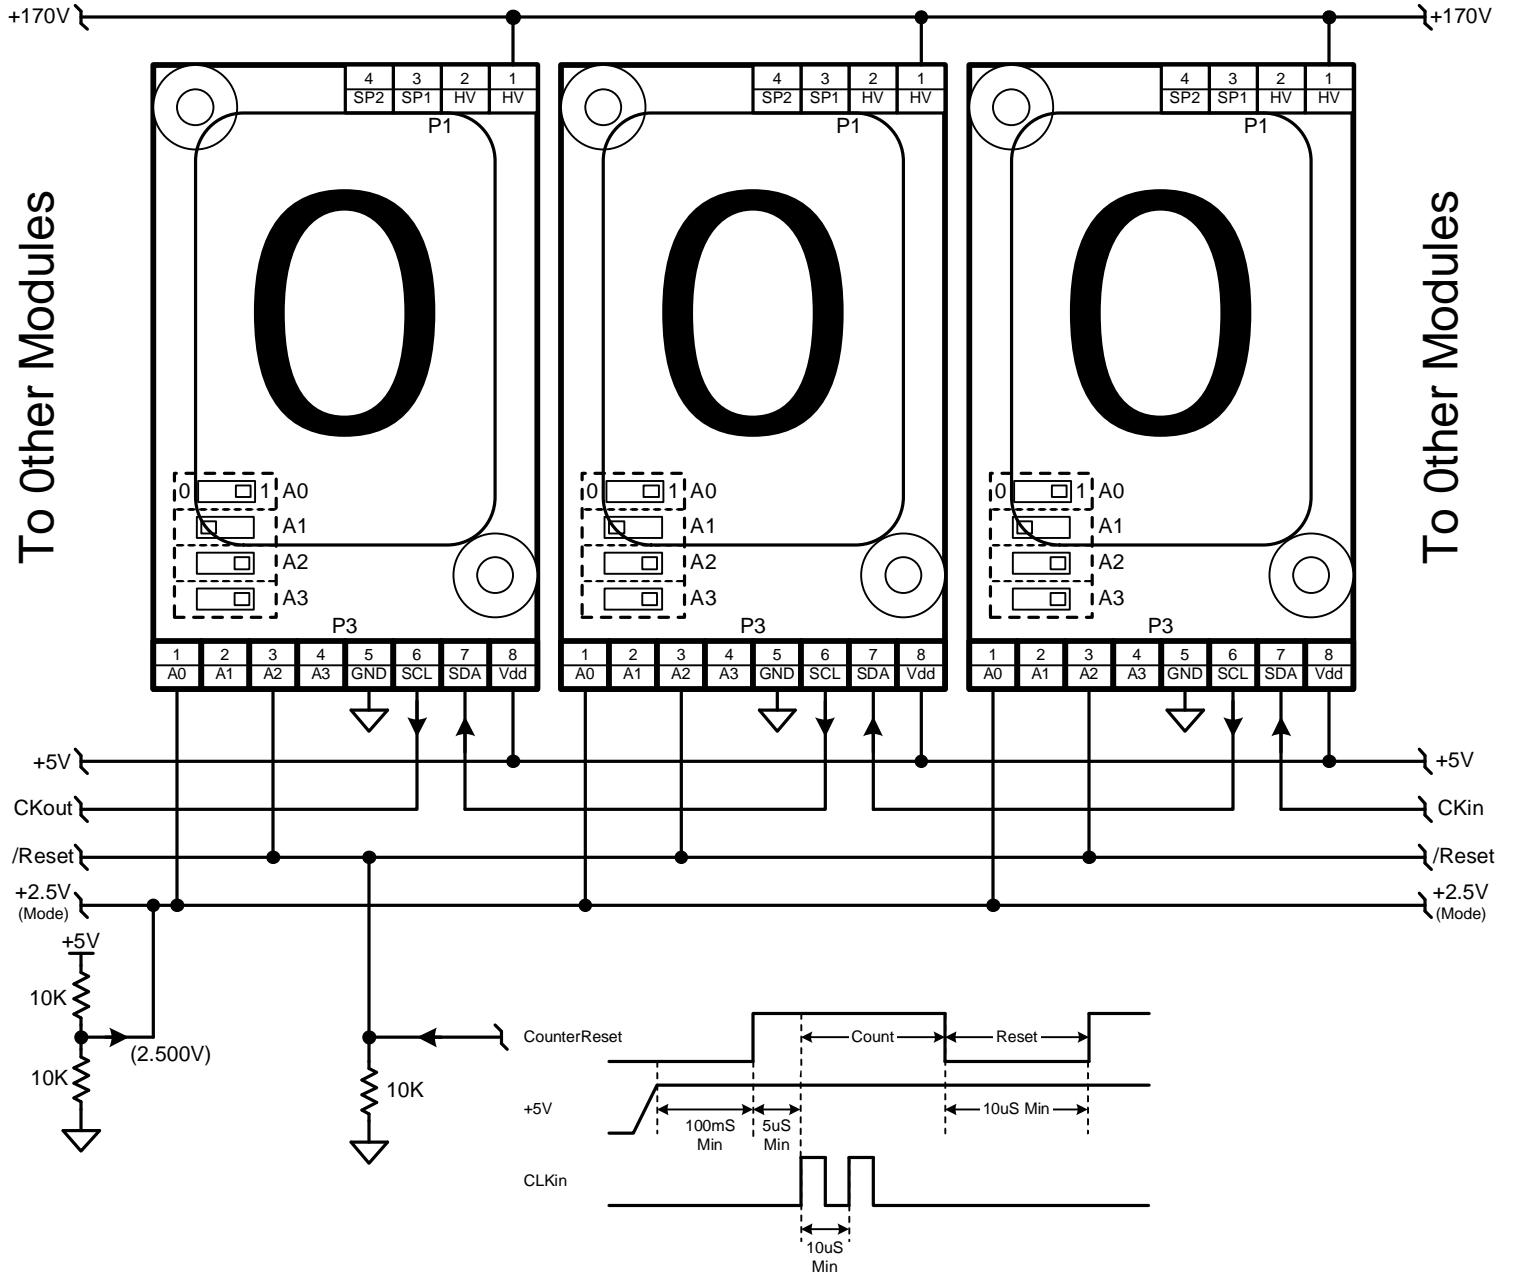 +170V
+170V
4 3 2 1
SP2 SP1 HV HV
P1
4 3 2 1
SP2 SP1 HV HV
P1
4 3 2 1
SP2 SP1 HV HV
P1
To 0ther Modules
0
0
0
To 0ther Modules
0 1 A0
A1
A2
A3
0 1 A0
A1
A2
A3
0 1 A0
A1
A2
A3
P3
1 2 3 4 5 6 7 8
A0 A1 A2 A3 GND SCL SDA Vdd
P3
1 2 3 4 5 6 7 8
A0 A1 A2 A3 GND SCL SDA Vdd
P3
1 2 3 4 5 6 7 8
A0 A1 A2 A3 GND SCL SDA Vdd
+5V
+5V
CKout
CKin
/Reset
/Reset
+2.5V
(Mode)
+2.5V
(Mode)
+5V
10K
(2.500V)
10K
10K
CounterReset
Count
Reset
+5V
100mS
Min
5uS
Min
10uS Min
CLKin
10uS
Min